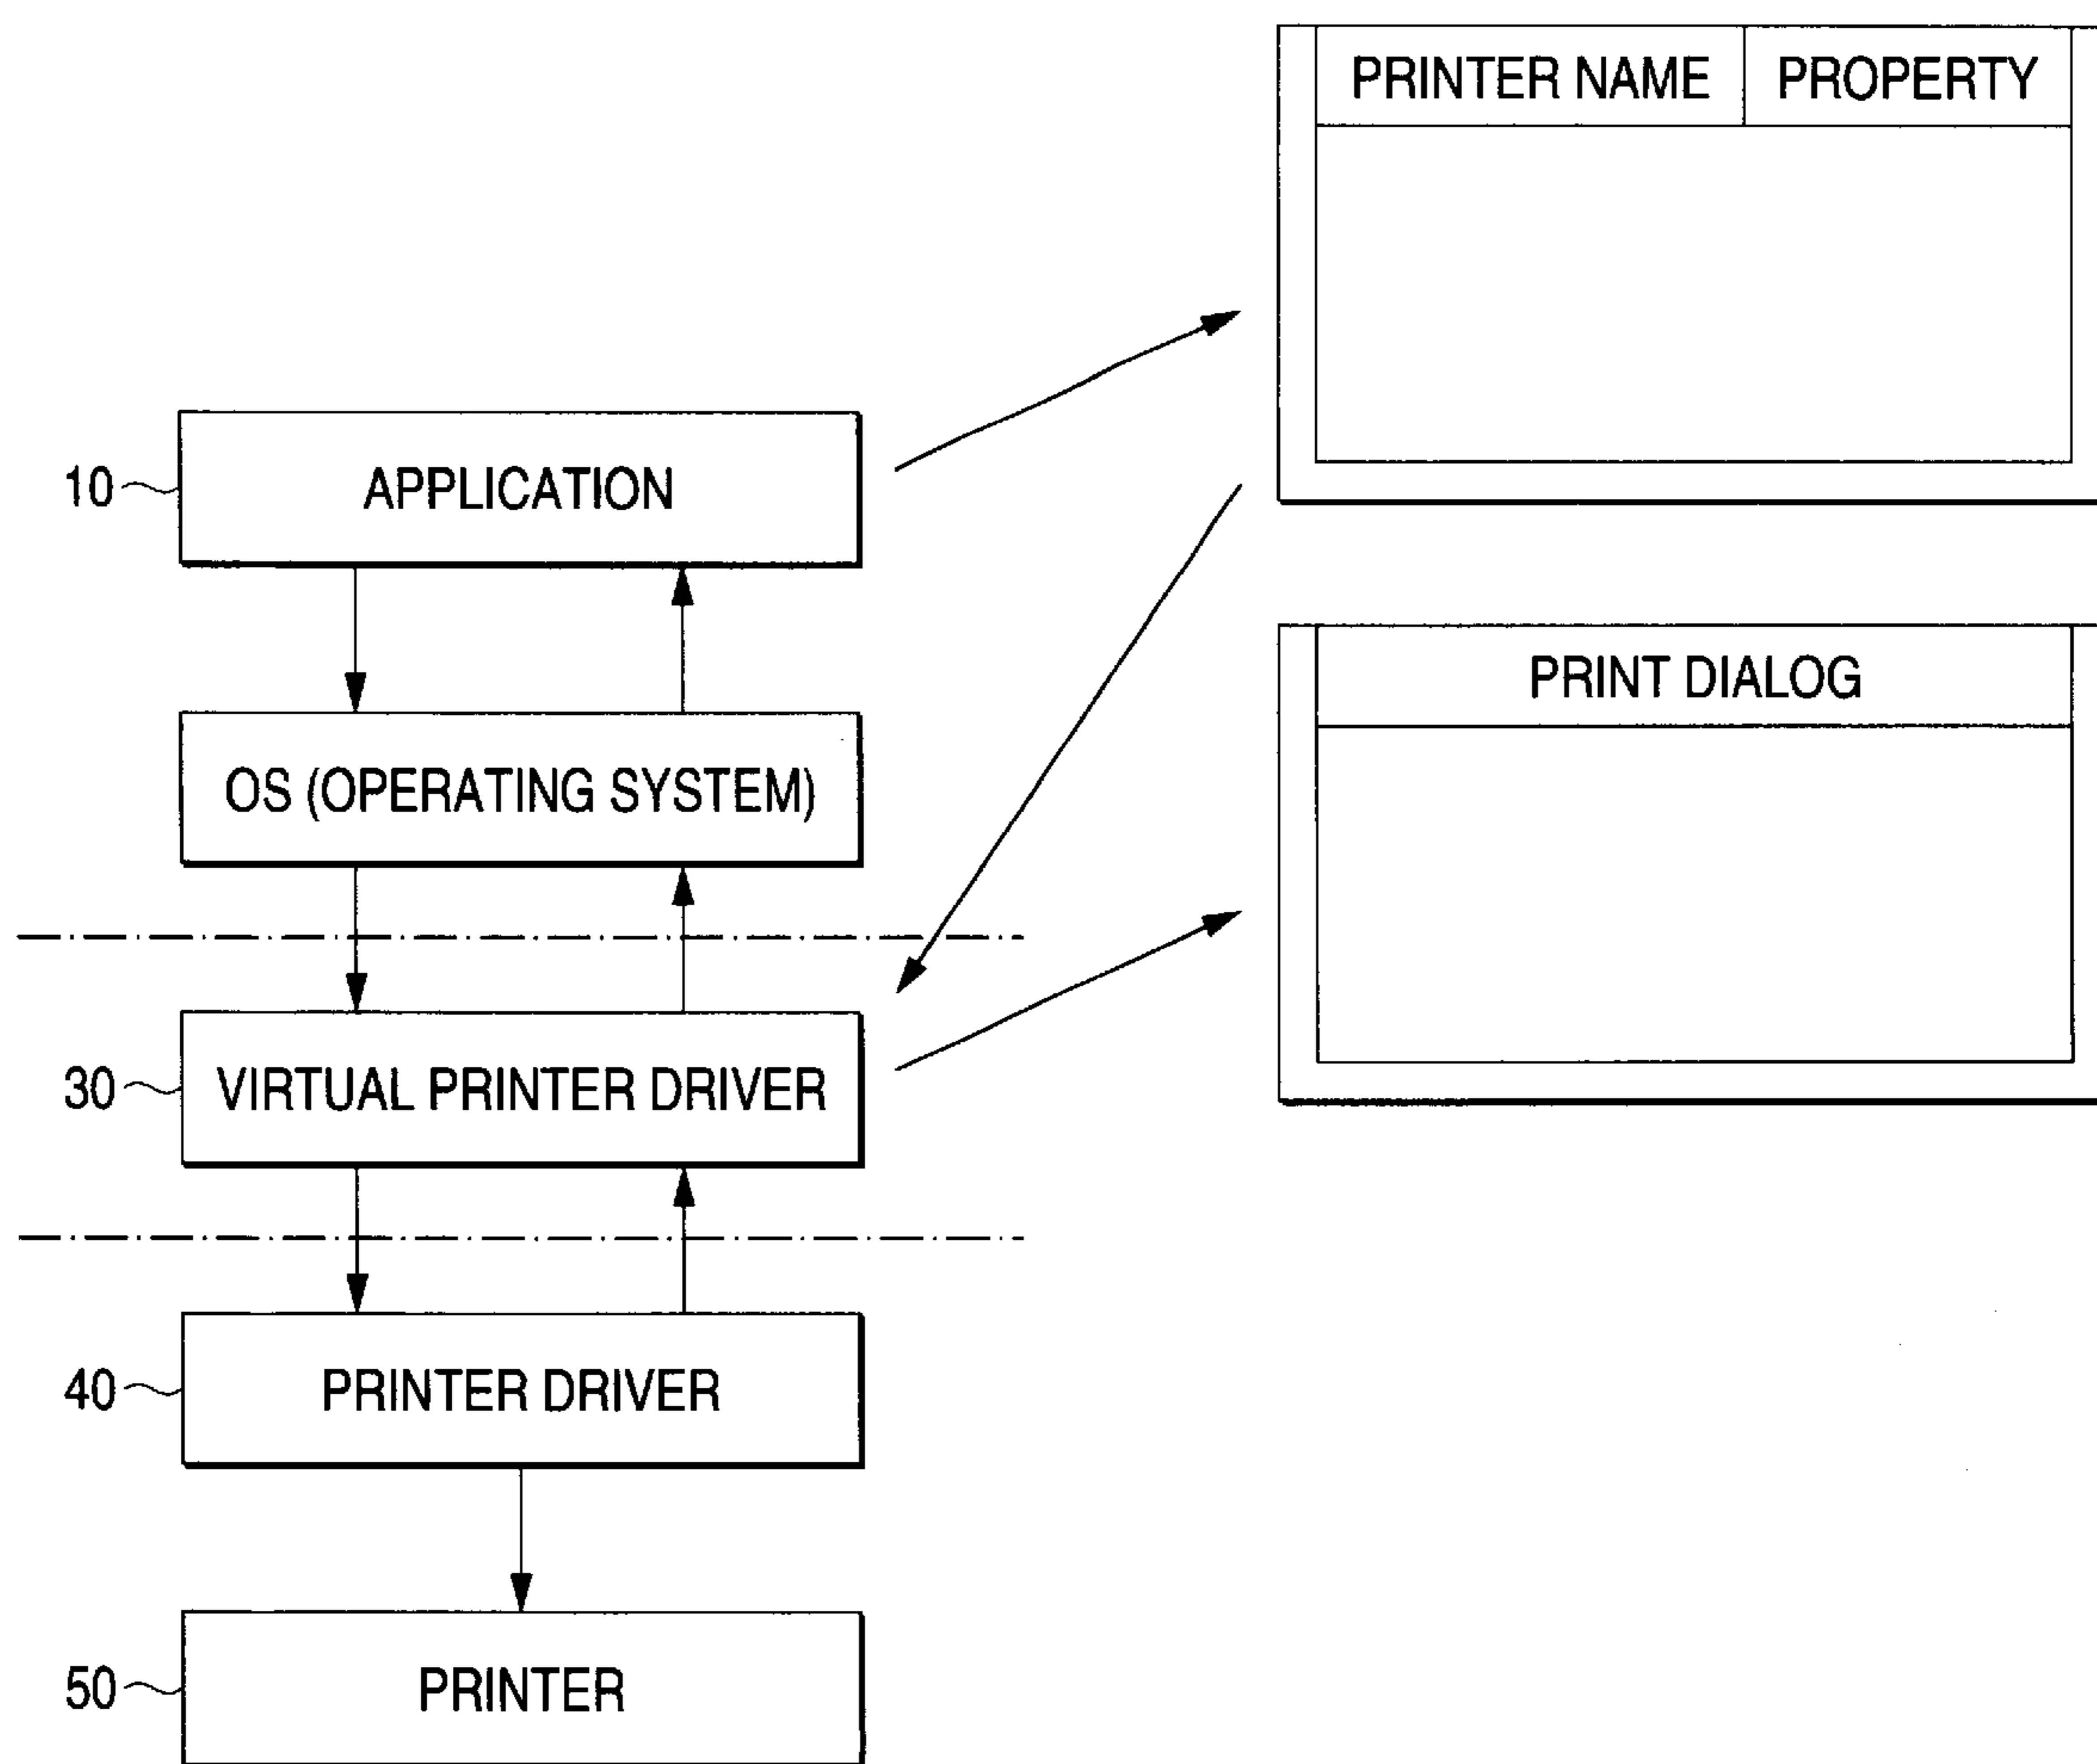 PRINTER NAME PROPERTY
10 APPLICATION
PRINT DIALOG
OS (OPERATING SYSTEM)
30 VIRTUAL PRINTER DRIVER
40 PRINTER DRIVER
50 PRINTER